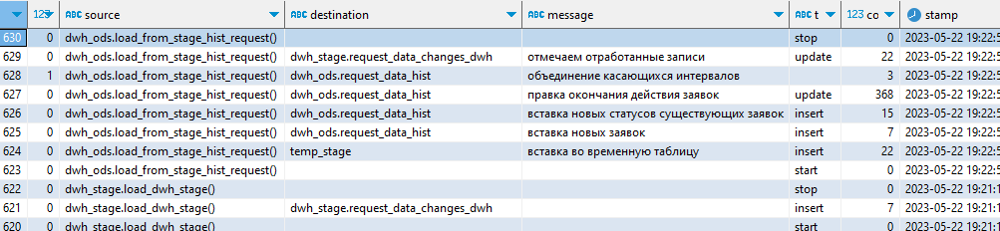 123 ABC source ABC destination ABC message ABC t 123 co stamp
630 0 dwh_ods.load_from_stage_hist_request() stop 0 2023-05-22 19:22:5
629 0 dwh_ods.load_from_stage_hist_request() dwh_stage.request_data_changes_dwh отмечаем отработанные записи update 22 2023-05-22 19:22:5
628 1 dwh_ods.load_from_stage_hist_request() dwh_ods.request_data_hist объединение касающихся интервалов 3 2023-05-22 19:22:5
627 0 dwh_ods.load_from_stage_hist_request() dwh_ods.request_data_hist правка окончания действия заявок update 368 2023-05-22 19:22:5
626 0 dwh_ods.load_from_stage_hist_request() dwh_ods.request_data_hist вставка новых статусов существующих заявок insert 15 2023-05-22 19:22:5
625 0 dwh_ods.load_from_stage_hist_request() dwh_ods.request_data_hist вставка новых заявок insert 7 2023-05-22 19:22:5
624 0 dwh_ods.load_from_stage_hist_request() temp_stage вставка во временную таблицу insert 22 2023-05-22 19:22:5
623 0 dwh_ods.load_from_stage_hist_request() start 0 2023-05-22 19:22:5
622 0 dwh_stage.load_dwh_stage() stop 0 2023-05-22 19:21:1
621 0 dwh_stage.load_dwh_stage() dwh_stage.request_data_changes_dwh insert 7 2023-05-22 19:21:1
620 0 dwh_stage.load_dwh_stage() start 0 2023-05-22 19:21:1